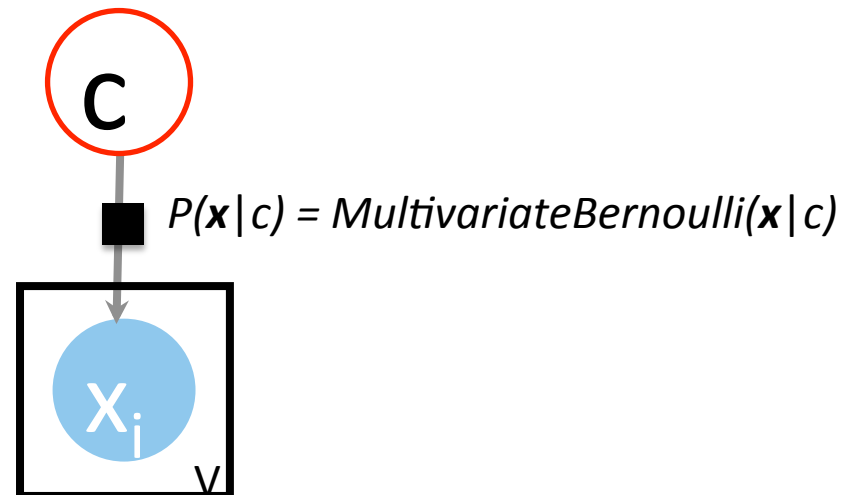 c
P(x|c) = MultivariateBernoulli(x|c)
xi
V